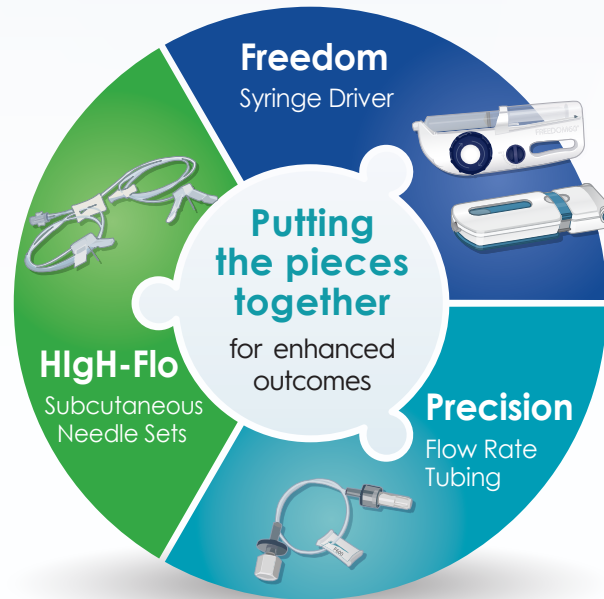 Freedom
Syringe Driver
FREEDOM60
Putting
the pieces
together
for enhanced
outcomes
HIgH-Flo
Subcutaneous
Needle Sets
Precision
Flow Rate
Tubing